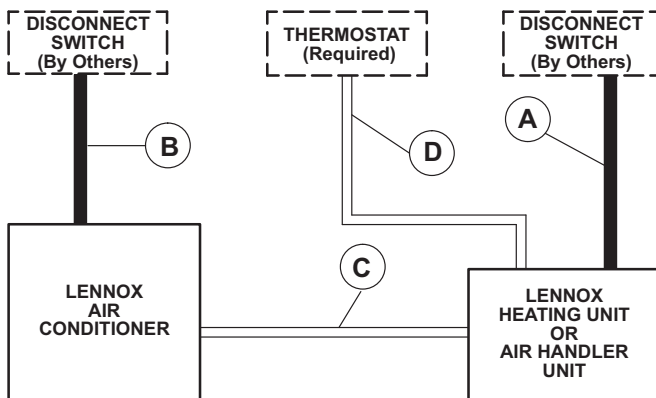 DISCONNECT
SWITCH
(By Others)
THERMOSTAT
(Required)
DISCONNECT
SWITCH
(By Others)
B
D
A
C
LENNOX
AIR
CONDITIONER
LENNOX
HEATING UNIT
OR
AIR HANDLER
UNIT